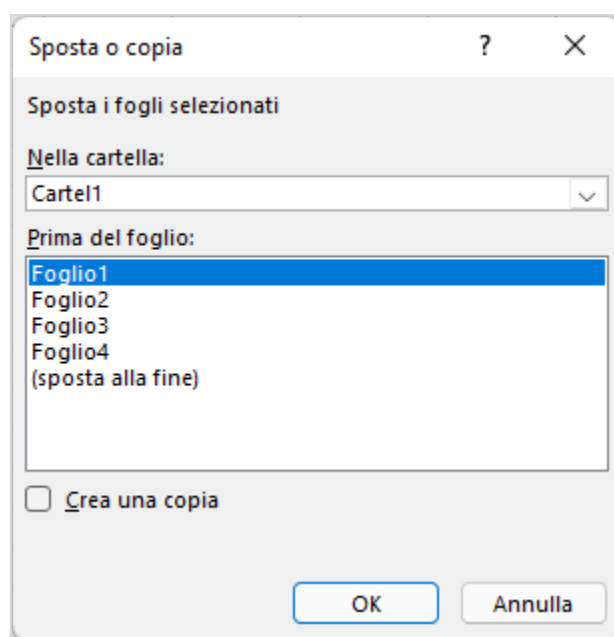 Sposta o copia ?
Sposta i fogli selezionati
Nella cartella:
Cartel1
Prima del foglio:
Foglio1
Foglio2
Foglio3
Foglio4
(sposta alla fine)
Crea una copia
OK Annulla